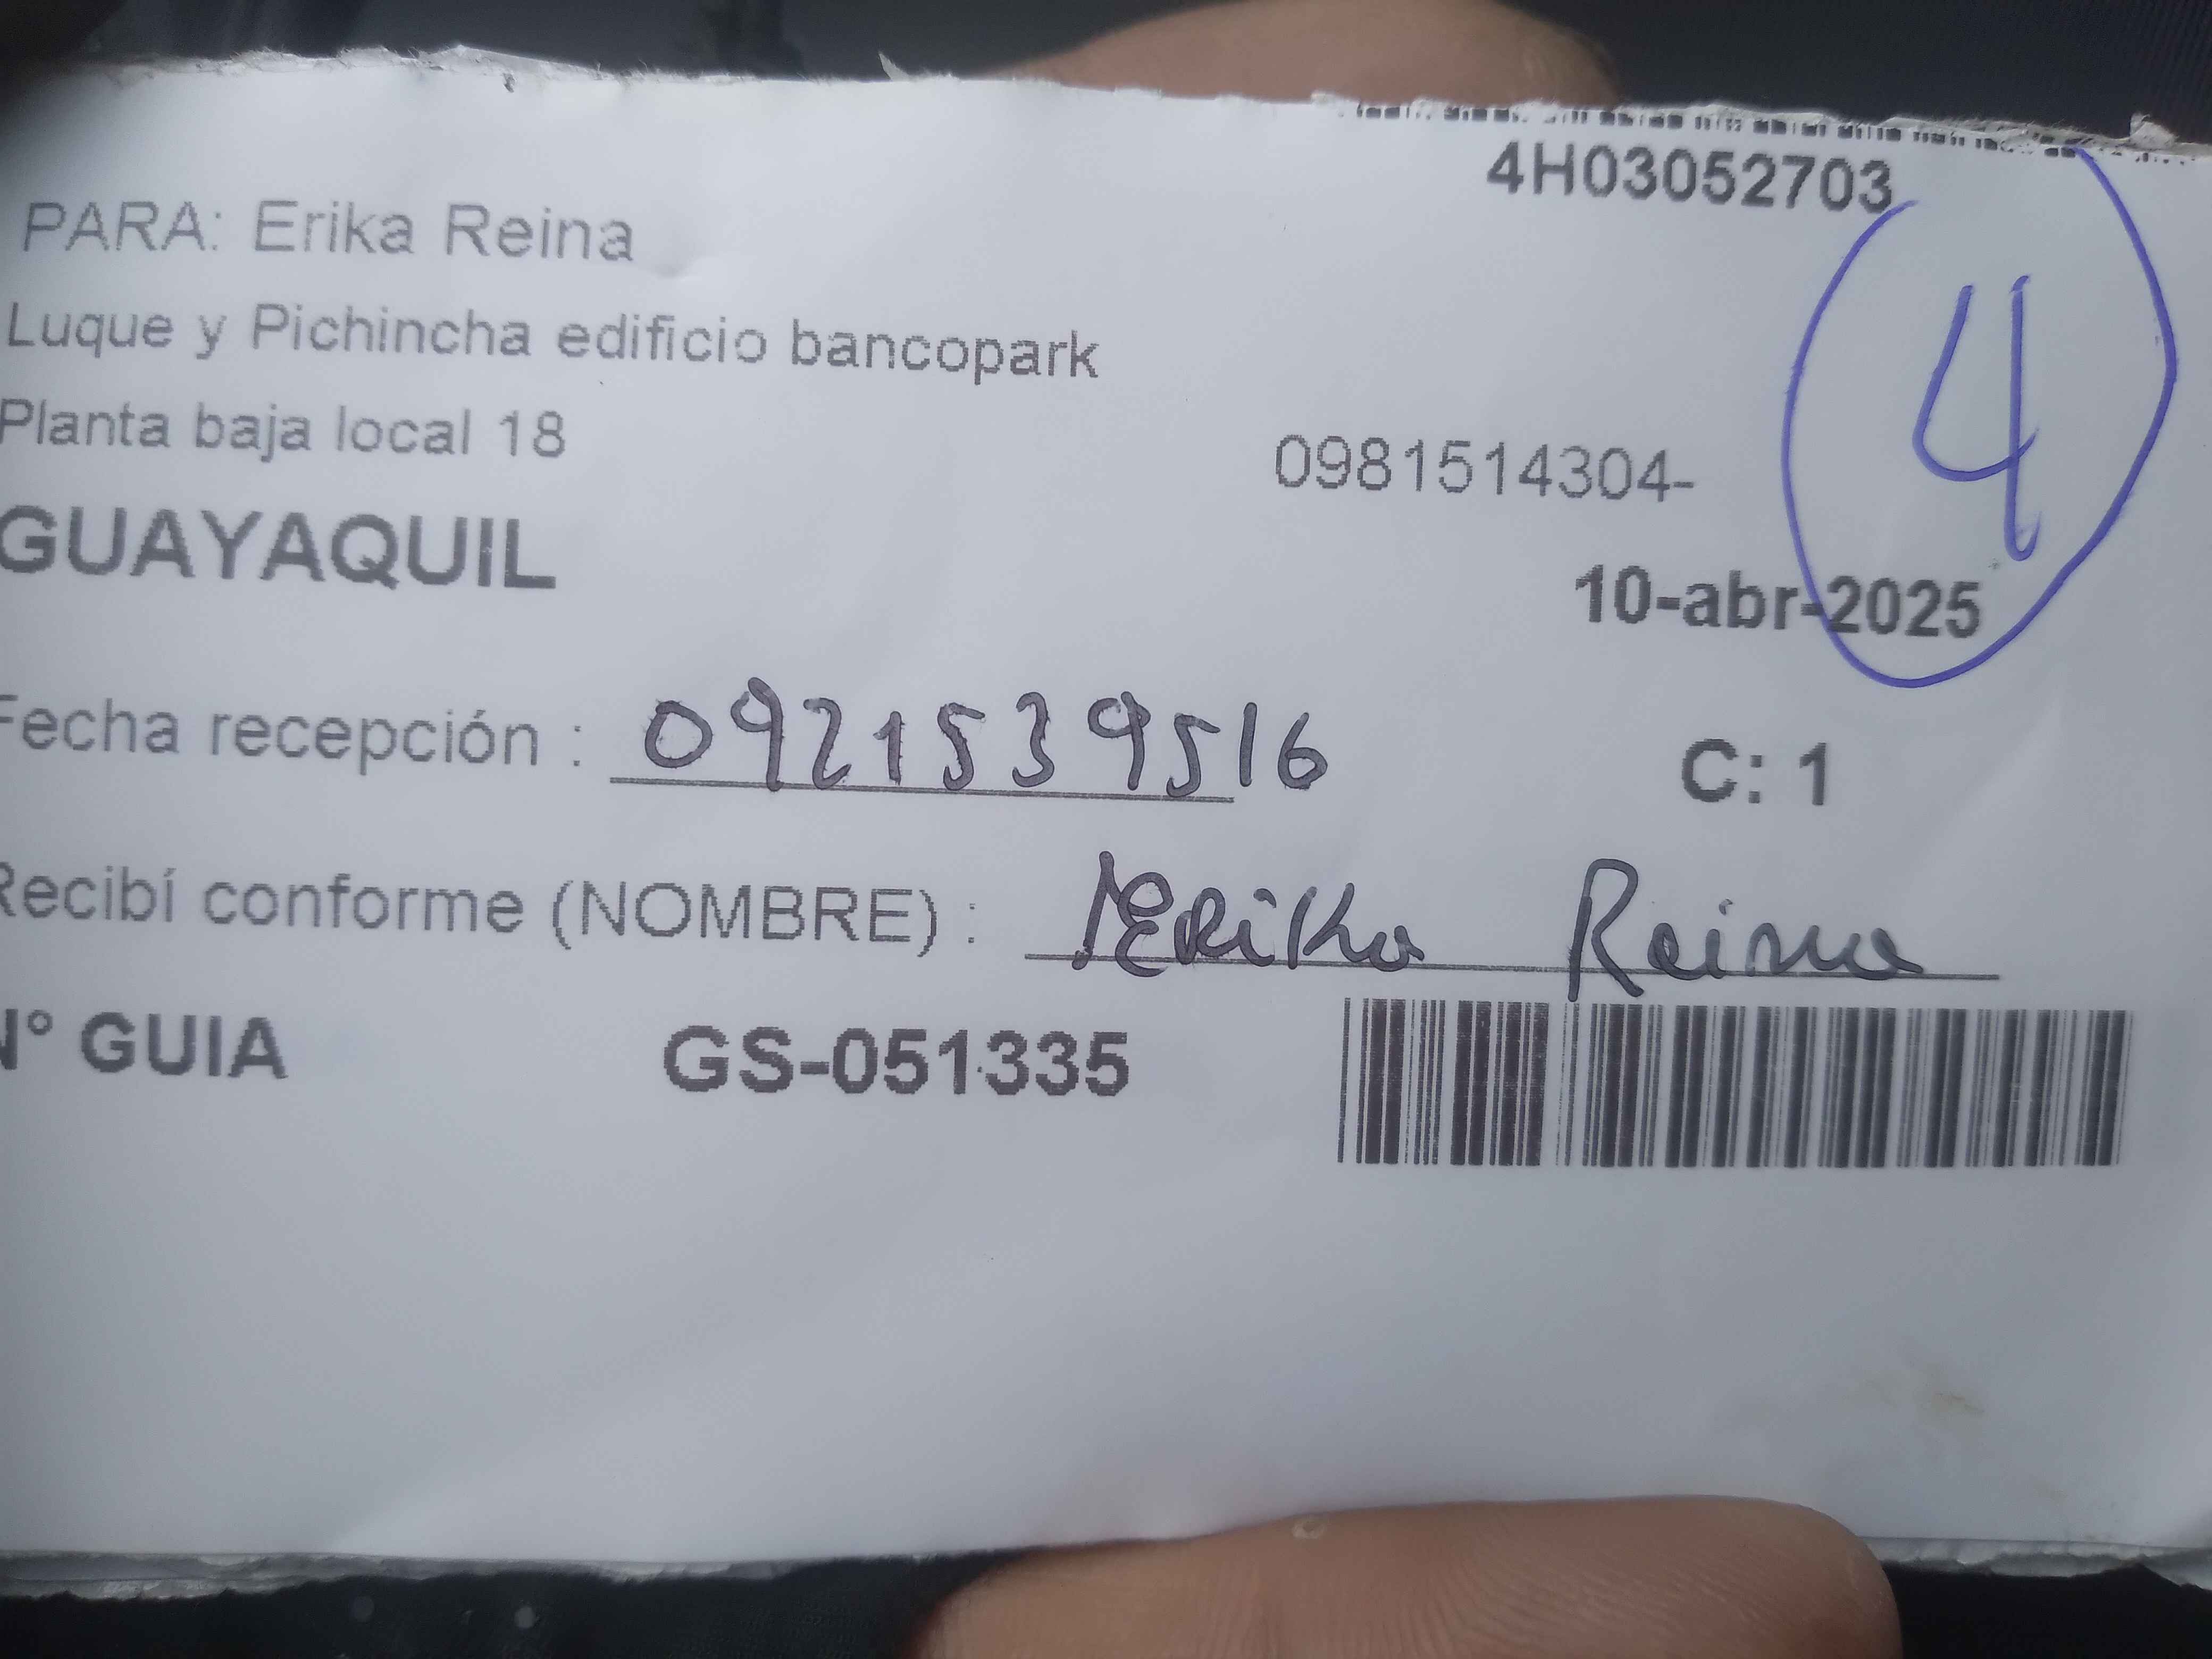 4H03052703
PARA: Erika Reina
Luque y Pichincha edificio bancopark
Planta baja local 18
0981514304-
GUAYAQUIL
10-abr-2025
4
Fecha recepción : 0921539516
C: 1
Recibí conforme (NOMBRE) : Erika Reina
N° GUIA GS-051335